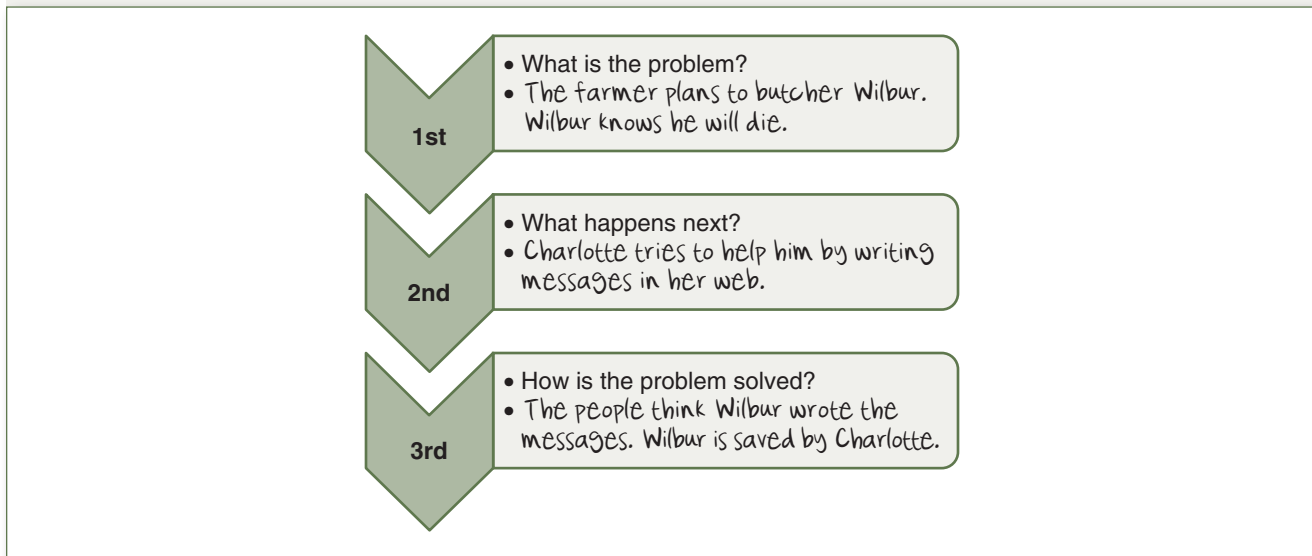 1st
• What is the problem?
• The farmer plans to butcher Wilbur.
Wilbur knows he will die.
2nd
• What happens next?
• Charlotte tries to help him by writing
messages in her web.
3rd
• How is the problem solved?
• The people think Wilbur wrote the
messages. Wilbur is saved by Charlotte.